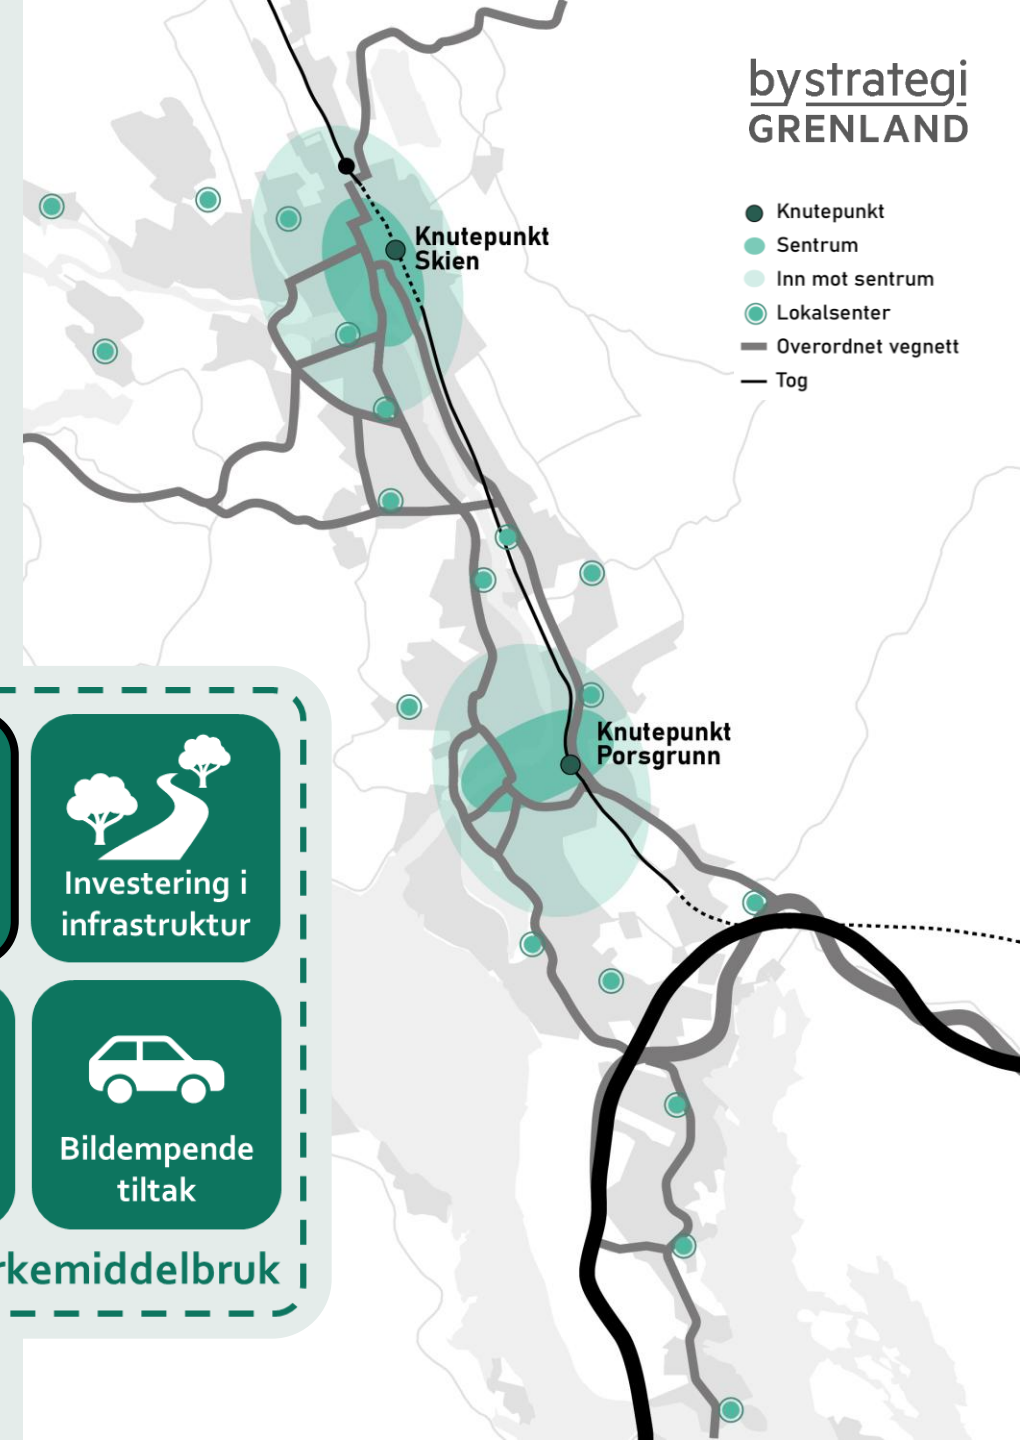 bystrategi
GRENLAND
Knutepunkt
Sentrum
Inn mot sentrum
Lokalsenter
Overordnet vegnett
Tog
Knutepunkt
Skien
Knutepunkt
Porsgrunn
Investering i
infrastruktur
Bildempende
tiltak
rkemiddelbruk